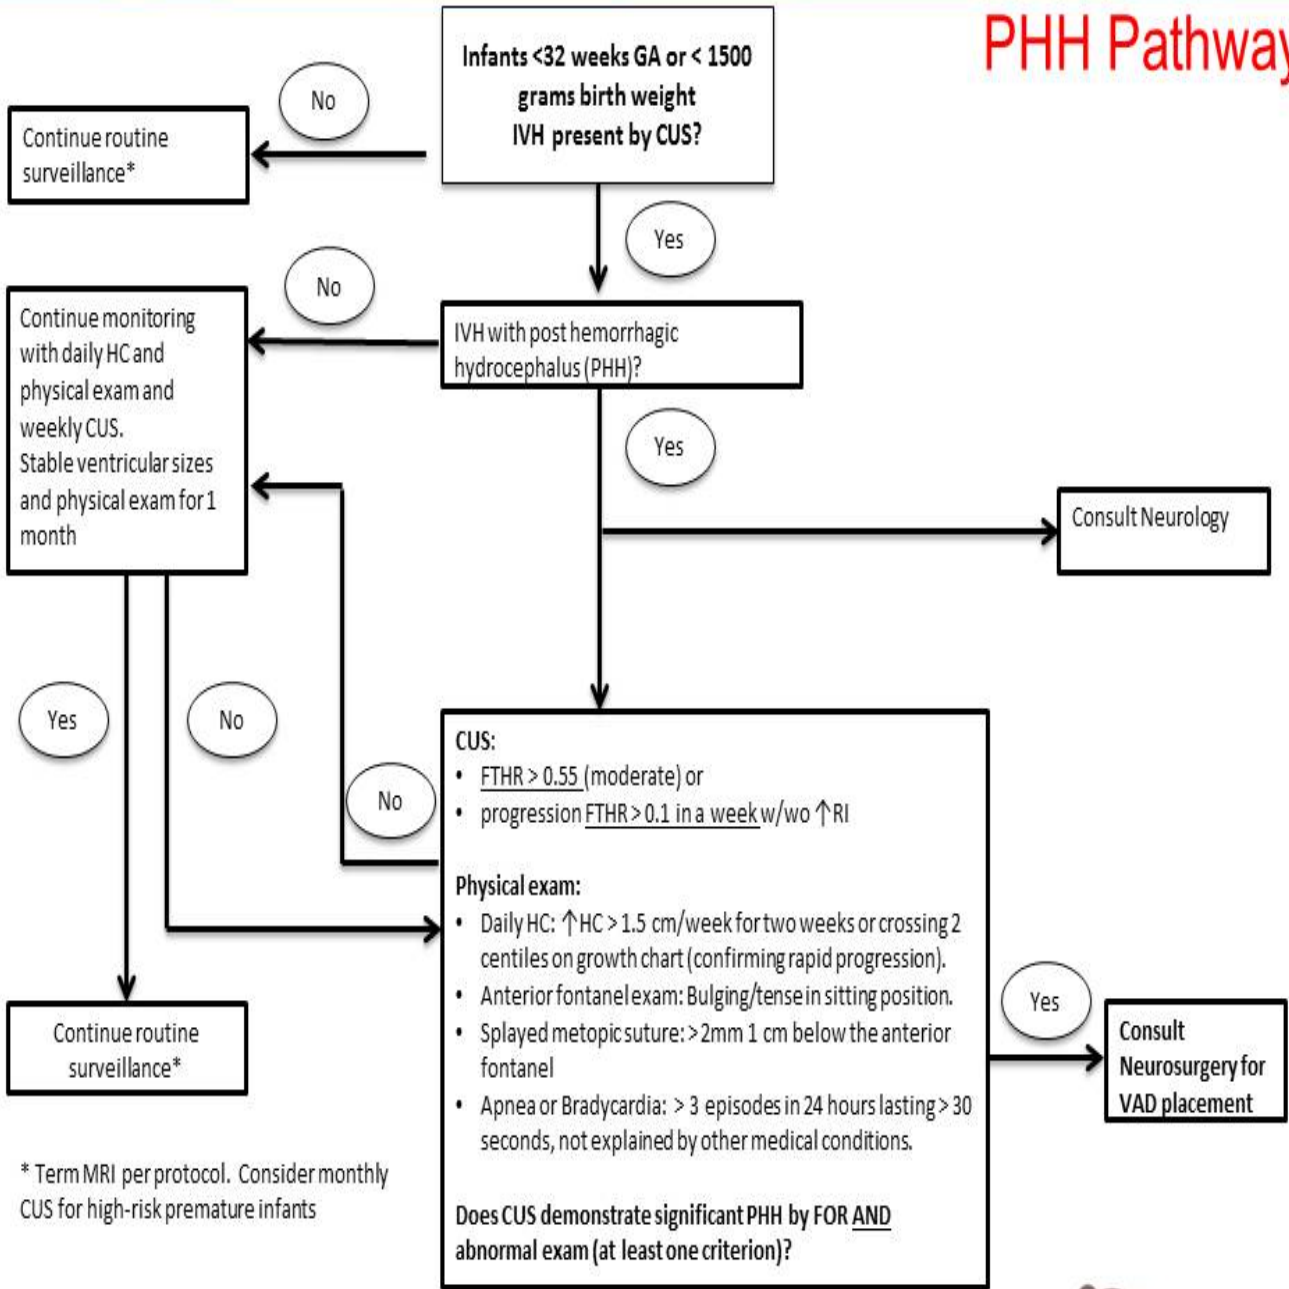 PHH Pathway
Infants <32 weeks GA or < 1500
grams birth weight
IVH present by CUS?
No
Continue routine
surveillance*
Yes
No
IVH with post hemorrhagic
hydrocephalus (PHH)?
Continue monitoring
with daily HC and
physical exam and
weekly CUS.
Stable ventricular sizes
and physical exam for 1
month
Yes
Consult Neurology
Yes
No
No
CUS:
• FTHR > 0.55 (moderate) or
• progression FTHR > 0.1 in a week w/wo ↑RI
Physical exam:
• Daily HC: ↑HC > 1.5 cm/week for two weeks or crossing 2
centiles on growth chart (confirming rapid progression).
• Anterior fontanel exam: Bulging/tense in sitting position.
• Splayed metopic suture: >2mm 1 cm below the anterior
fontanel
• Apnea or Bradycardia: > 3 episodes in 24 hours lasting > 30
seconds, not explained by other medical conditions.
Does CUS demonstrate significant PHH by FOR AND
abnormal exam (at least one criterion)?
Yes
Consult
Neurosurgery for
VAD placement
Continue routine
surveillance*
* Term MRI per protocol. Consider monthly
CUS for high-risk premature infants